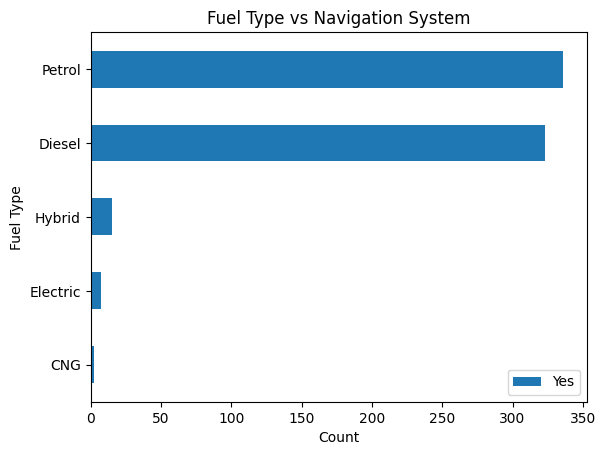 Fuel Type vs Navigation System
Petrol
Diesel
Hybrid
Electric
CNG
Fuel Type
Yes
0 50 100 150 200 250 300 350
Count